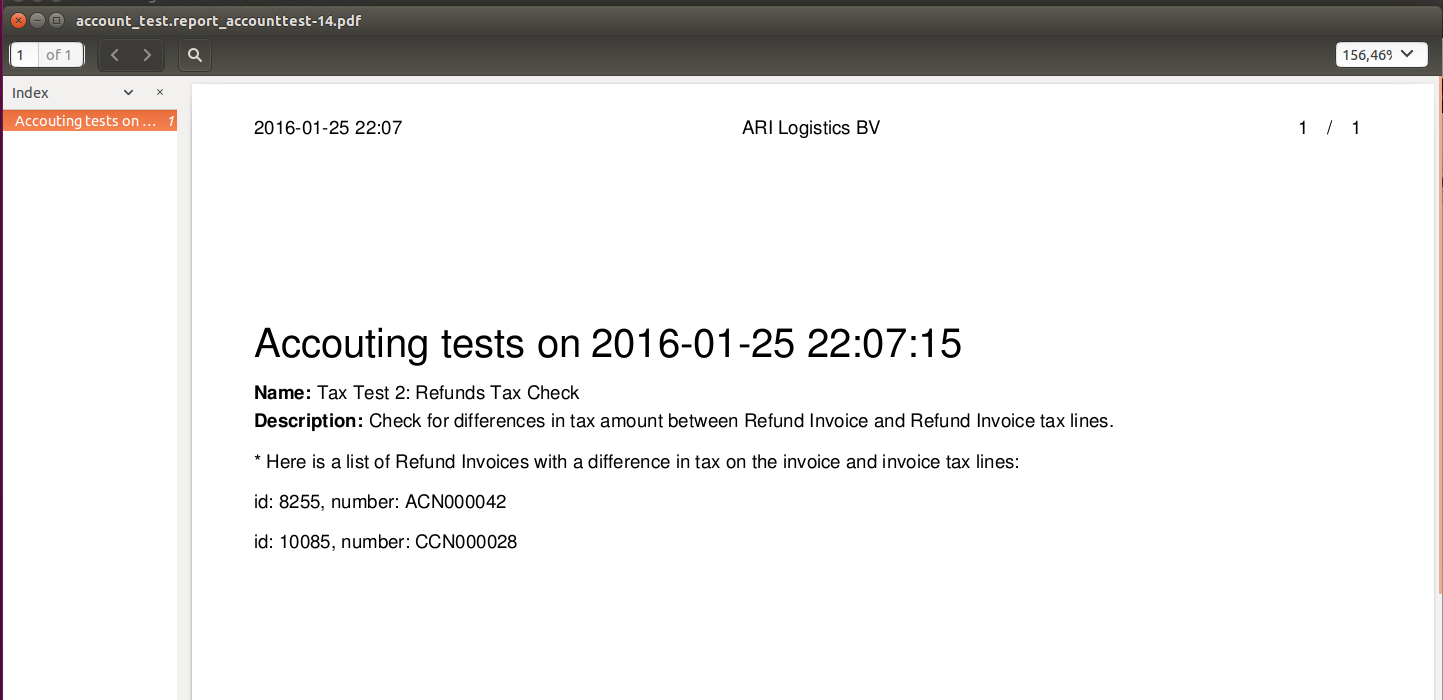 account_test.report_accounttest-14.pdf
1 of 1
156,46%
Index ×
Accouting tests on ... 1
2016-01-25 22:07 ARI Logistics BV 1 / 1
Accouting tests on 2016-01-25 22:07:15
Name: Tax Test 2: Refunds Tax Check
Description: Check for differences in tax amount between Refund Invoice and Refund Invoice tax lines.
* Here is a list of Refund Invoices with a difference in tax on the invoice and invoice tax lines:
id: 8255, number: ACN000042
id: 10085, number: CCN000028